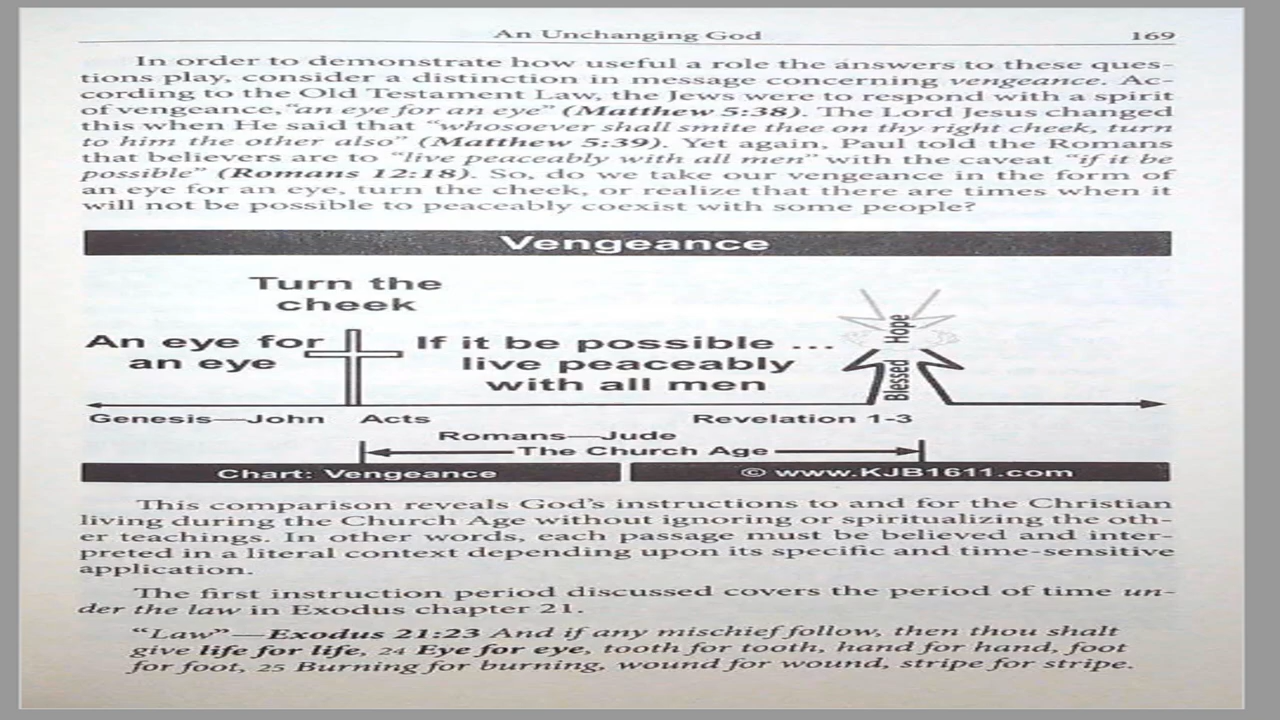 An Unchanging God 169
In order to demonstrate how useful a role the answers to these ques-
tions play, consider a distinction in message concerning vengeance. Ac-
cording to the Old Testament Law, the Jews were to respond with a spirit
of vengeance, “an eye for an eye” (Matthew 5:38). The Lord Jesus changed
this when He said that “whosoever shall smite thee on thy right cheek, turn
to him the other also” (Matthew 5:39). Yet again, Paul told the Romans
that believers are to “live peaceably with all men” with the caveat “if it be
possible” (Romans 12:18). So, do we take our vengeance in the form of
an eye for an eye, turn the cheek, or realize that there are times when it
will not be possible to peaceably coexist with some people?
Vengeance
Turn the
cheek
An eye for
an eye
If it be possible ...
live peaceably
with all men
Blessed Hope
Genesis—John Acts Revelation 1-3
Romans—Jude
The Church Age
Chart: Vengeance © www.KJB1611.com
This comparison reveals God’s instructions to and for the Christian
living during the Church Age without ignoring or spiritualizing the oth-
er teachings. In other words, each passage must be believed and inter-
preted in a literal context depending upon its specific and time-sensitive
application.
The first instruction period discussed covers the period of time un-
der the law in Exodus chapter 21.
“Law”—Exodus 21:23 And if any mischief follow, then thou shalt
give life for life, 24 Eye for eye, tooth for tooth, hand for hand, foot
for foot, 25 Burning for burning, wound for wound, stripe for stripe.